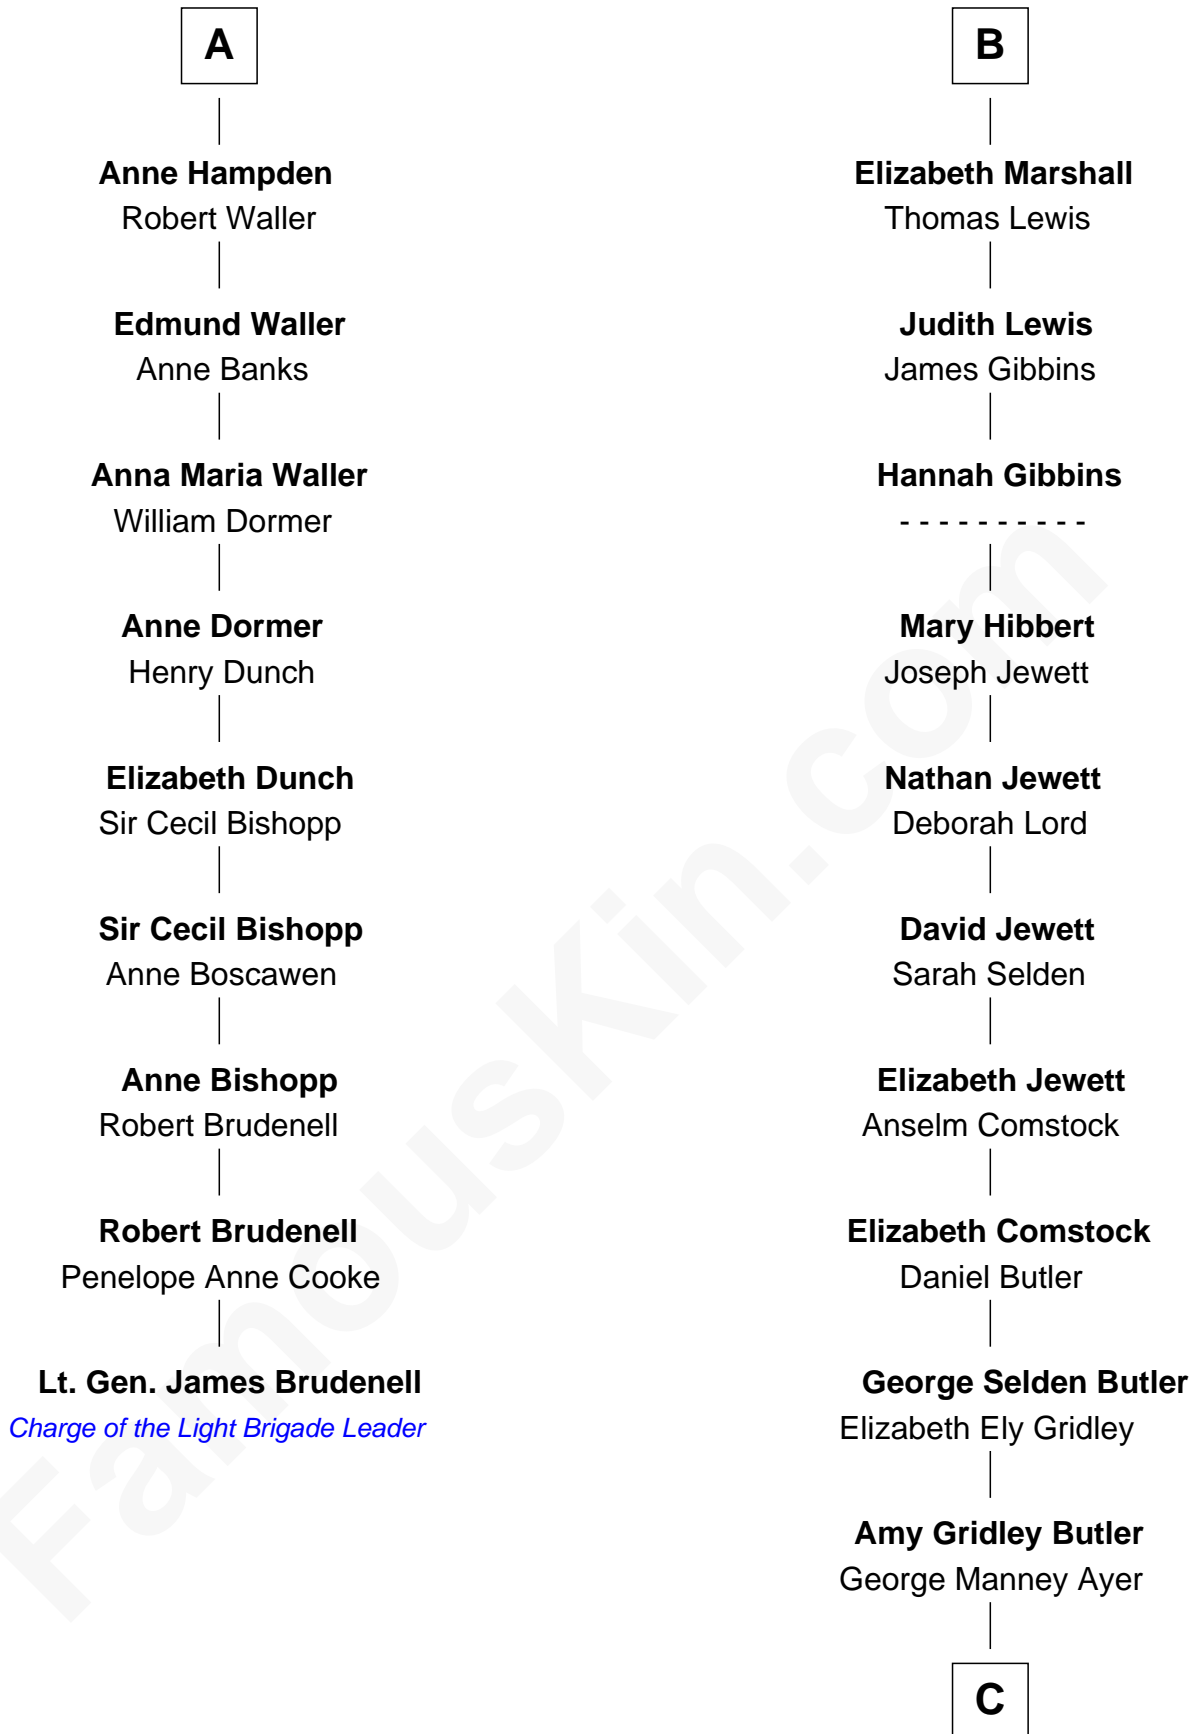 A
Anne Hampden
Robert Waller
Edmund Waller
Anne Banks
Anna Maria Waller
William Dormer
Anne Dormer
Henry Dunch
Elizabeth Dunch
Sir Cecil Bishopp
Sir Cecil Bishopp
Anne Boscawen
Anne Bishopp
Robert Brudenell
Robert Brudenell
Penelope Anne Cooke
Lt. Gen. James Brudenell
Charge of the Light Brigade Leader
B
Elizabeth Marshall
Thomas Lewis
Judith Lewis
James Gibbins
Hannah Gibbins
- - - - - - - - - -
Mary Hibbert
Joseph Jewett
Nathan Jewett
Deborah Lord
David Jewett
Sarah Selden
Elizabeth Jewett
Anselm Comstock
Elizabeth Comstock
Daniel Butler
George Selden Butler
Elizabeth Ely Gridley
Amy Gridley Butler
George Manney Ayer
C
FamousKin.com